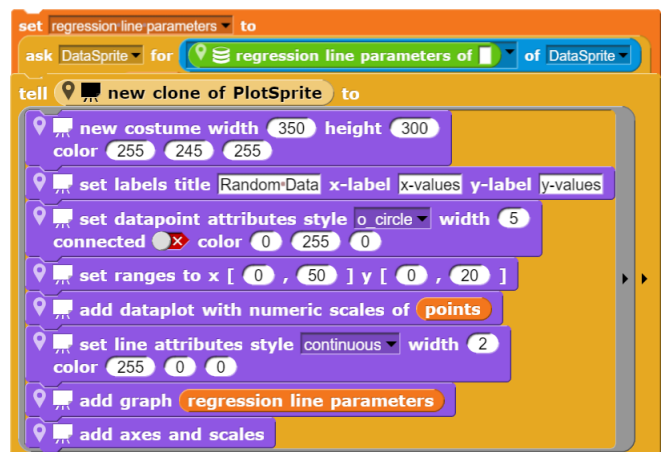 set regression line parameters to
ask DataSprite for regression line parameters of of DataSprite
tell new clone of PlotSprite to
new costume width 350 height 300
color 255 245 255
set labels title Random Data x-label x-values y-label y-values
set datapoint attributes style o_circle width 5
connected color 0 255 0
set ranges to x [ 0 , 50 ] y [ 0 , 20 ]
add dataplot with numeric scales of points
set line attributes style continuous width 2
color 255 0 0
add graph regression line parameters
add axes and scales